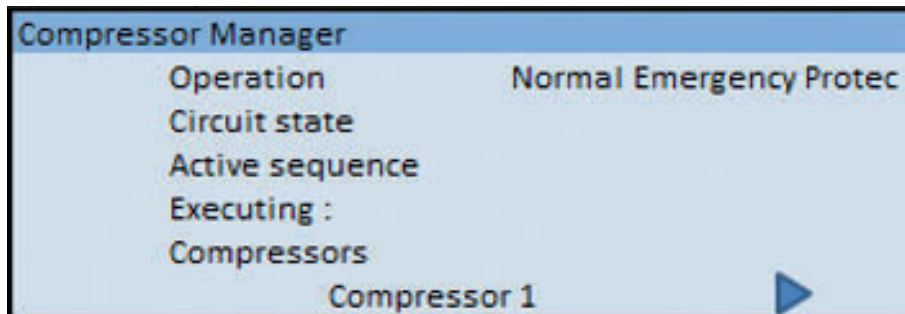 Compressor Manager
Operation Normal Emergency Protec
Circuit state
Active sequence
Executing :
Compressors
Compressor 1